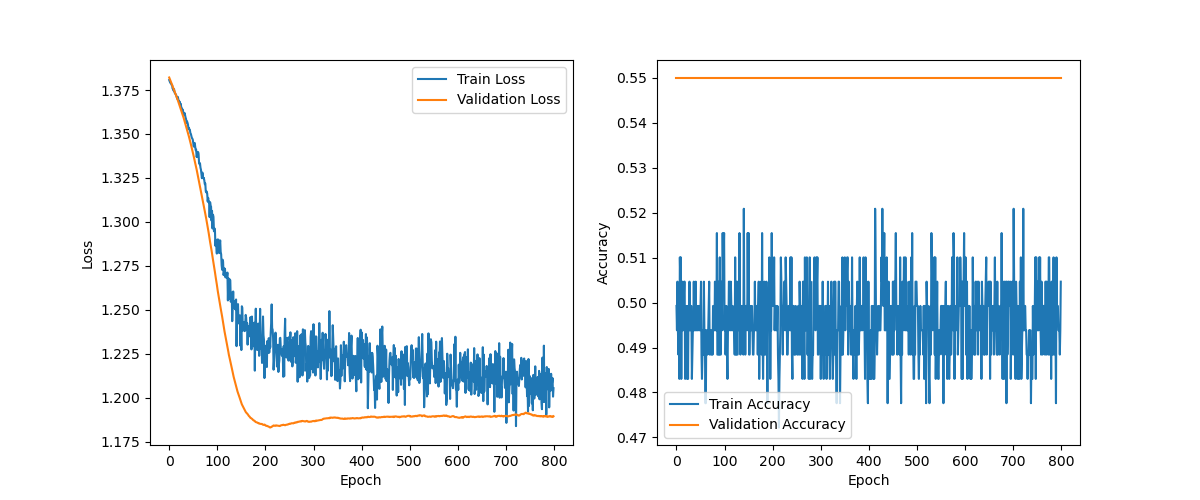 Train Loss
Validation Loss
1.375
1.350
1.325
1.300
1.275
1.250
1.225
1.200
1.175
Loss
0 100 200 300 400 500 600 700 800
Epoch
0.55
0.54
0.53
0.52
0.51
0.50
0.49
0.48
0.47
Accuracy
Train Accuracy
Validation Accuracy
0 100 200 300 400 500 600 700 800
Epoch